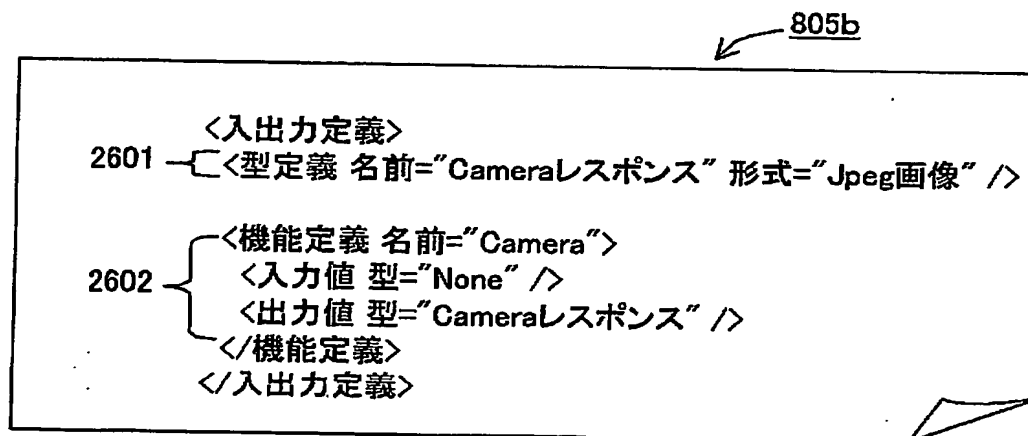 805b
<入出力定義>
2601 <型定義 名前="Cameraレスポンス" 形式="Jpeg画像" />
<機能定義 名前="Camera">
2602 <入力値 型="None" />
<出力値 型="Cameraレスポンス" />
</機能定義>
</入出力定義>